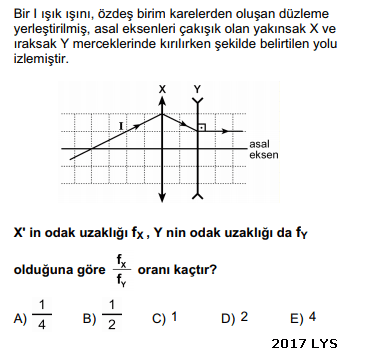 Bir I ışık ışını, özdeş birim karelerden oluşan düzleme
yerleştirilmiş, asal eksenleri çakışık olan yakınsak X ve
ıraksak Y merceklerinde kırılırken şekilde belirtilen yolu
izlemiştir.
X Y
I
asal
eksen
X' in odak uzaklığı fX , Y nin odak uzaklığı da fY
olduğuna göre fx/fY oranı kaçtır?
A) 1/4 B) 1/2 C) 1 D) 2 E) 4
2017 LYS